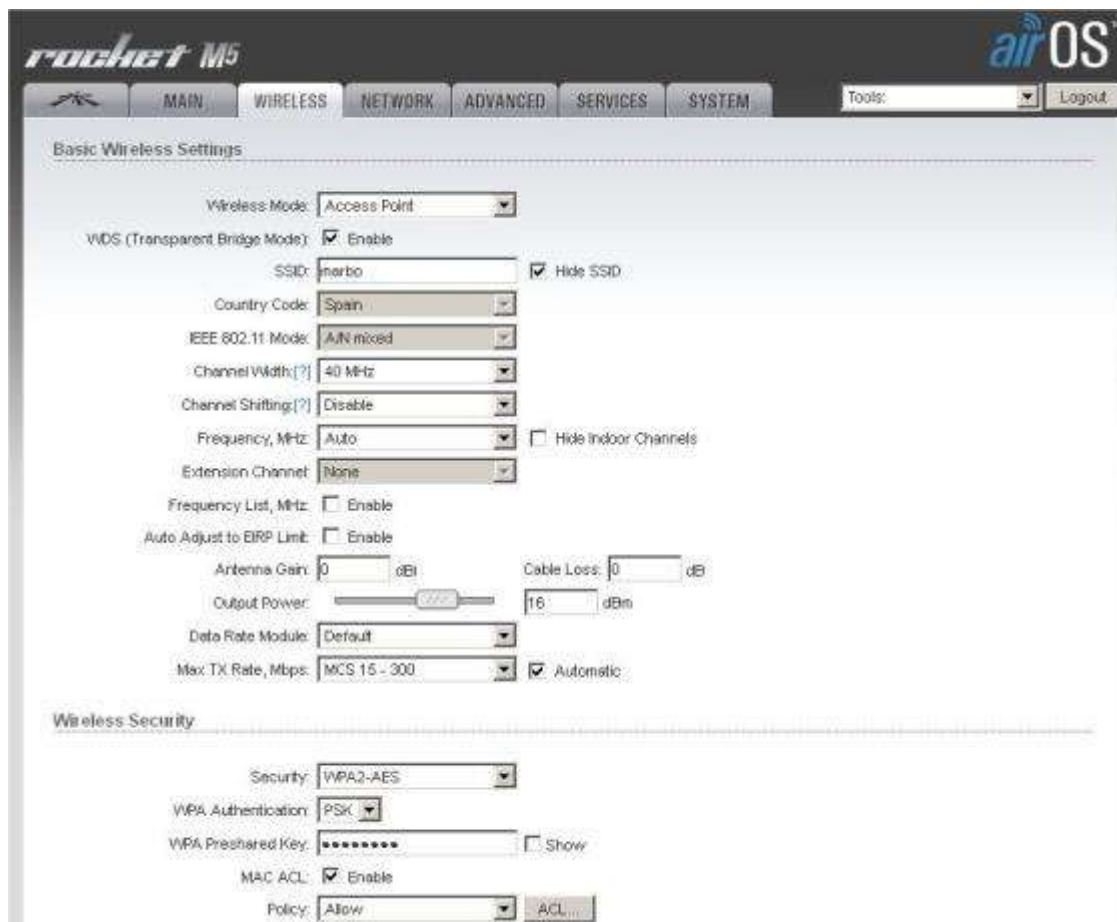 rocket M5
airOS
MAIN WIRELESS NETWORK ADVANCED SERVICES SYSTEM Tools: Logout
Basic Wireless Settings
Wireless Mode: Access Point
WDS (Transparent Bridge Mode): Enable
SSID: marbo Hide SSID
Country Code: Spain
IEEE 802.11 Mode: A/N mixed
Channel Width:[?] 40 MHz
Channel Shifting:[?] Disable
Frequency, MHz: Auto Hide Indoor Channels
Extension Channel: None
Frequency List, MHz: Enable
Auto Adjust to EIRP Limit: Enable
Antenna Gain: 0 dBi Cable Loss: 0 dB
Output Power: 16 dBm
Data Rate Module: Default
Max TX Rate, Mbps: MCS 15 - 300 Automatic
Wireless Security
Security: WPA2-AES
WPA Authentication: PSK
WPA Preshared Key: •••••••• Show
MAC ACL: Enable
Policy: Allow ACL...